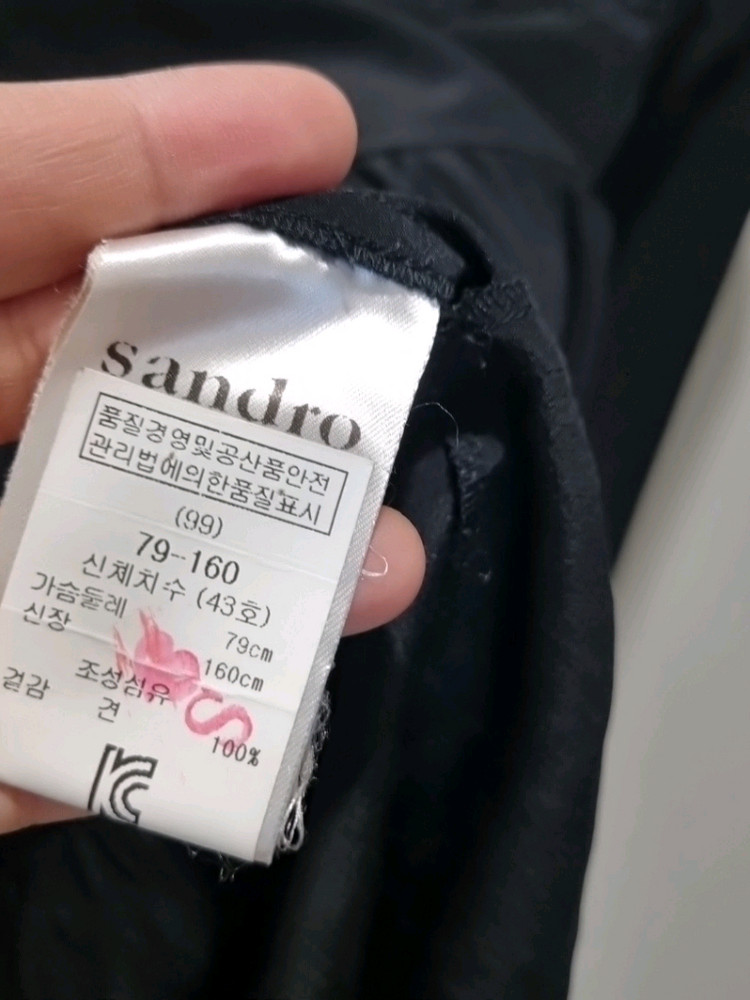 sandro
품질경영및공산품안전
관리법에의한품질표시
(99)
79--160
신체치수 (43호)
가슴둘레 79cm
신장 160cm
조성섬유
겉감 견 100%
S